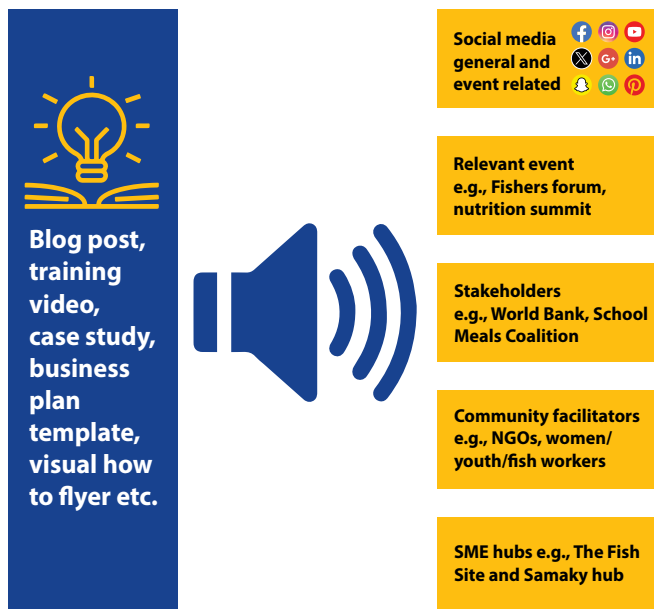 Blog post,
training
video,
case study,
business
plan
template,
visual how
to flyer etc.
Social media
general and
event related
Relevant event
e.g., Fishers forum,
nutrition summit
Stakeholders
e.g., World Bank, School
Meals Coalition
Community facilitators
e.g., NGOs, women/
youth/fish workers
SME hubs e.g., The Fish
Site and Samaky hub